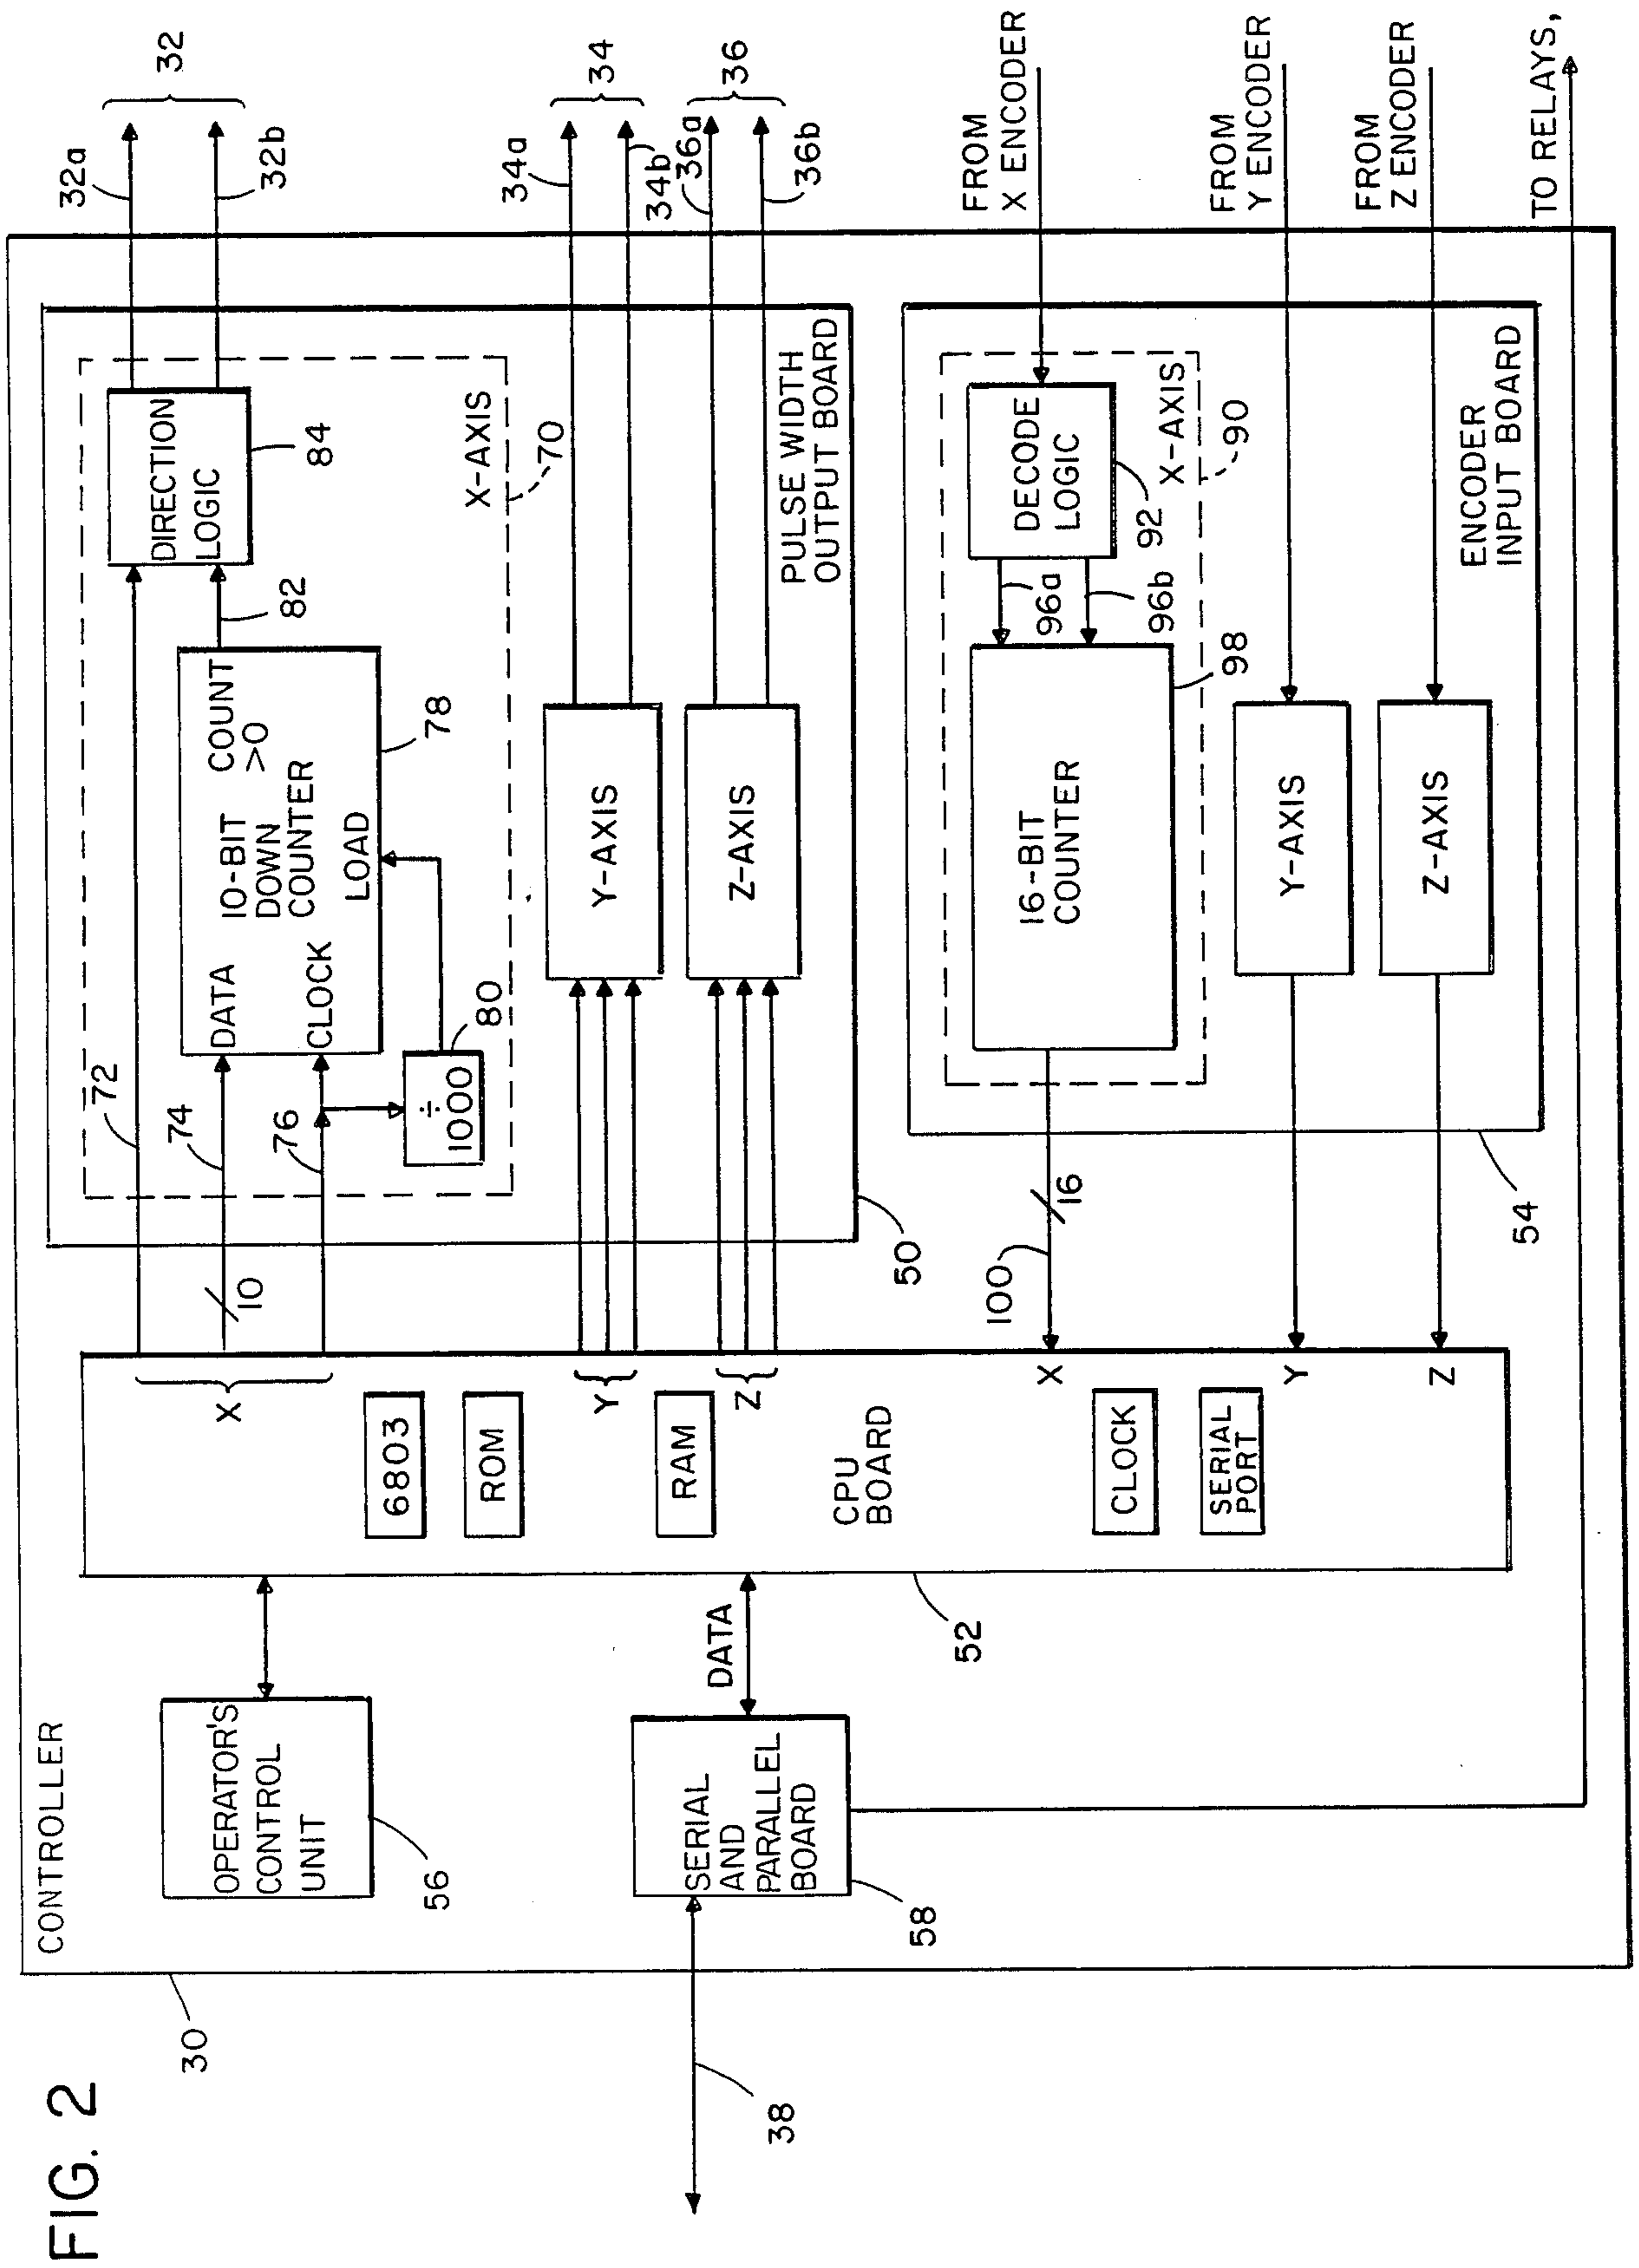 FIG. 2
CONTROLLER
30
OPERATOR'S
CONTROL
UNIT
56
SERIAL
AND
PARALLEL
BOARD
58
38
DATA
52
X
6803
ROM
Y
RAM
Z
CPU
BOARD
X
CLOCK
SERIAL
PORT
Y
Z
10
72
74
76
÷
1000
80
DATA
CLOCK
10-BIT
DOWN
COUNTER
LOAD
COUNT
>0
78
82
DIRECTION
LOGIC
84
X-AXIS
70
Y-AXIS
Z-AXIS
PULSE WIDTH
OUTPUT BOARD
50
32a
32b
32
34a
34b
34
36a
36b
36
100
16
16-BIT
COUNTER
98
96a
96b
DECODE
LOGIC
92
X-AXIS
90
Y-AXIS
Z-AXIS
ENCODER
INPUT BOARD
54
FROM
X ENCODER
FROM
Y ENCODER
FROM
Z ENCODER
TO RELAYS,